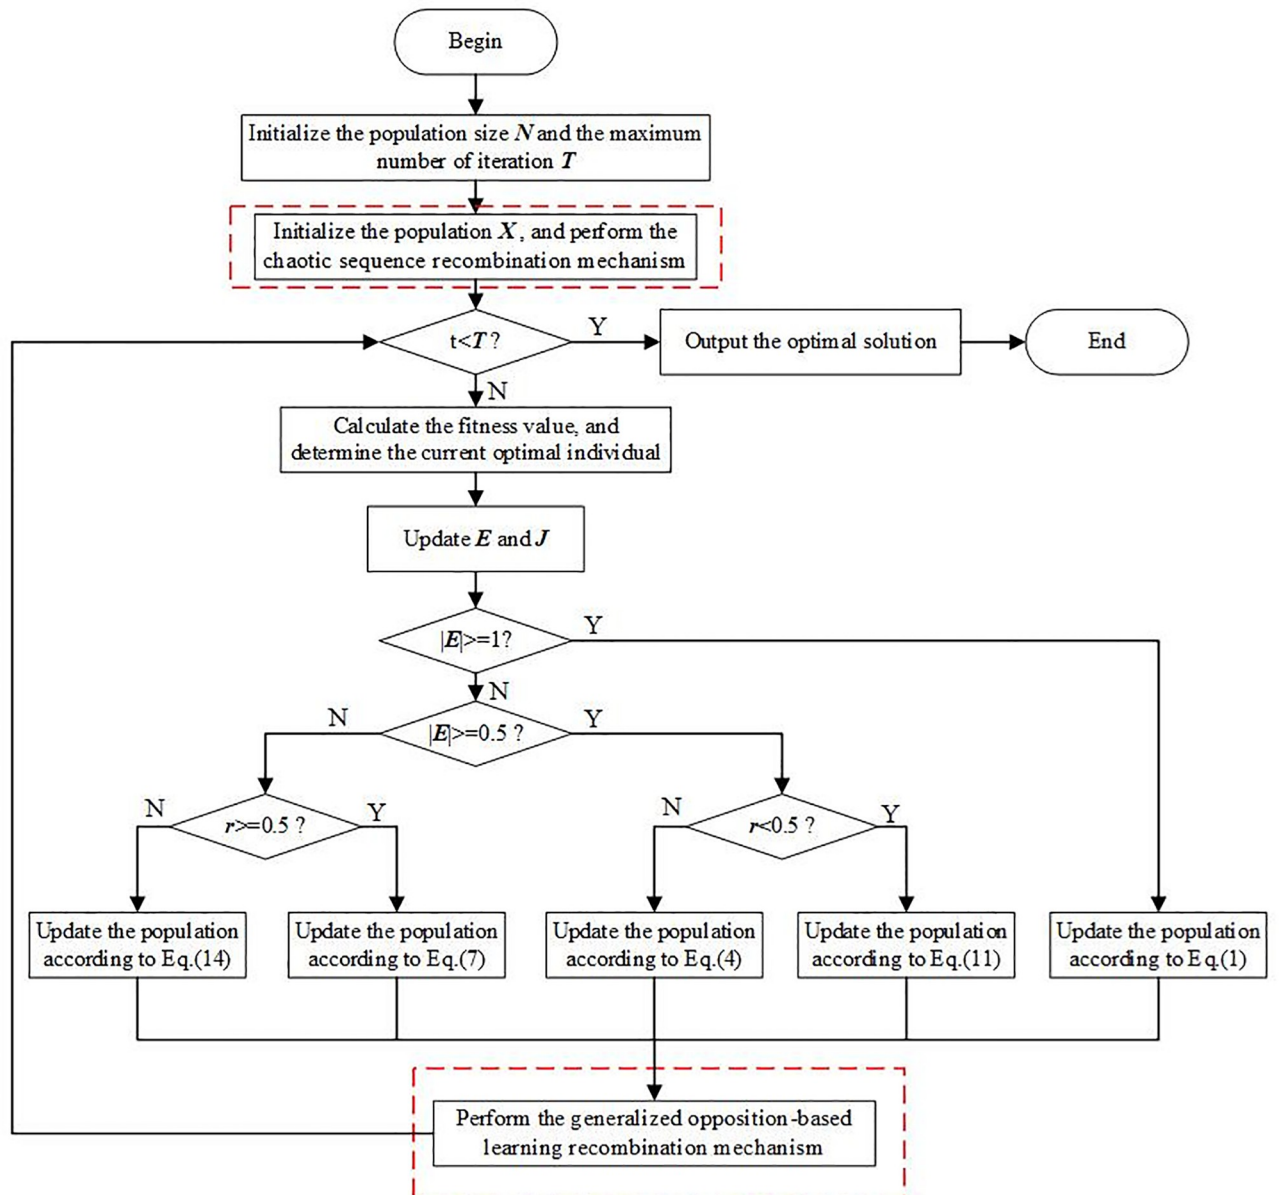 Begin
Initialize the population size N and the maximum
number of iteration T
Initialize the population X, and perform the
chaotic sequence recombination mechanism
t<T?
Y
Output the optimal solution
End
N
Calculate the fitness value, and
determine the current optimal individual
Update E and J
|E|>=1?
Y
N
|E|>=0.5 ?
N
Y
r>=0.5 ?
N
Y
r<0.5 ?
N
Y
Update the population
according to Eq.(14)
Update the population
according to Eq.(7)
Update the population
according to Eq.(4)
Update the population
according to Eq.(11)
Update the population
according to Eq.(1)
Perform the generalized opposition-based
learning recombination mechanism